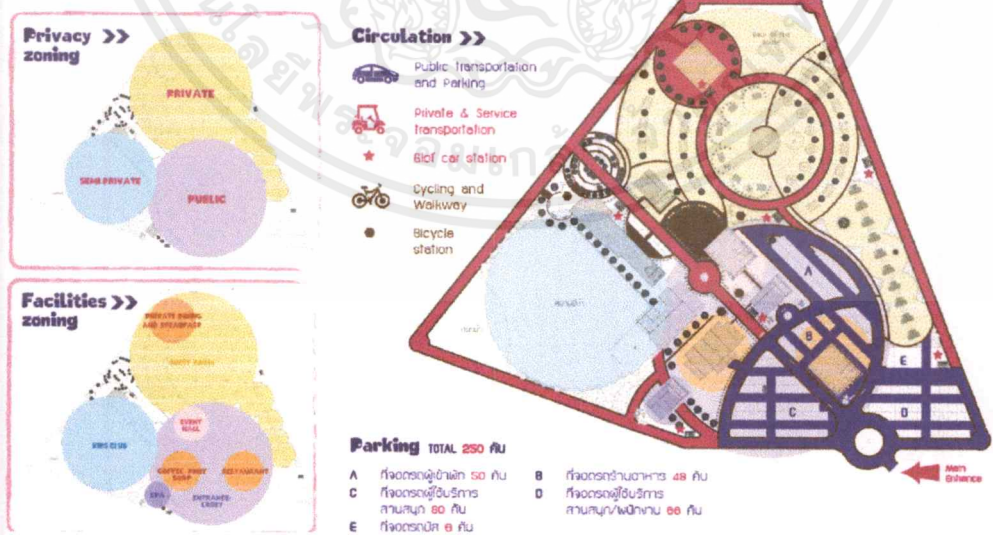 Privacy >>
zoning
PRIVATE
SEMI-PRIVATE
PUBLIC
Facilities >>
zoning
PRIVATE DINING
AND BREAKFAST
KIDS CLUB
EVENT
HALL
COFFEE SHOP
SHOP
RESTAURANT
SPA
ENTRANCE
LOBBY
Circulation >>
Public transportation
and Parking
Private & Service
transportation
Golf car station
Cycling and
Walkway
Bicycle
station
A
B
C
D
E
Main
Entrance
Parking TOTAL 250 คัน
A ที่จอดรถผู้เข้าพัก 50 คัน
B ที่จอดรถร้านอาหาร 48 คัน
C ที่จอดรถผู้ใช้บริการ
สวนสนุก 80 คัน
D ที่จอดรถผู้ใช้บริการ
สวนสนุก/พนักงาน 66 คัน
E ที่จอดรถบัส 6 คัน